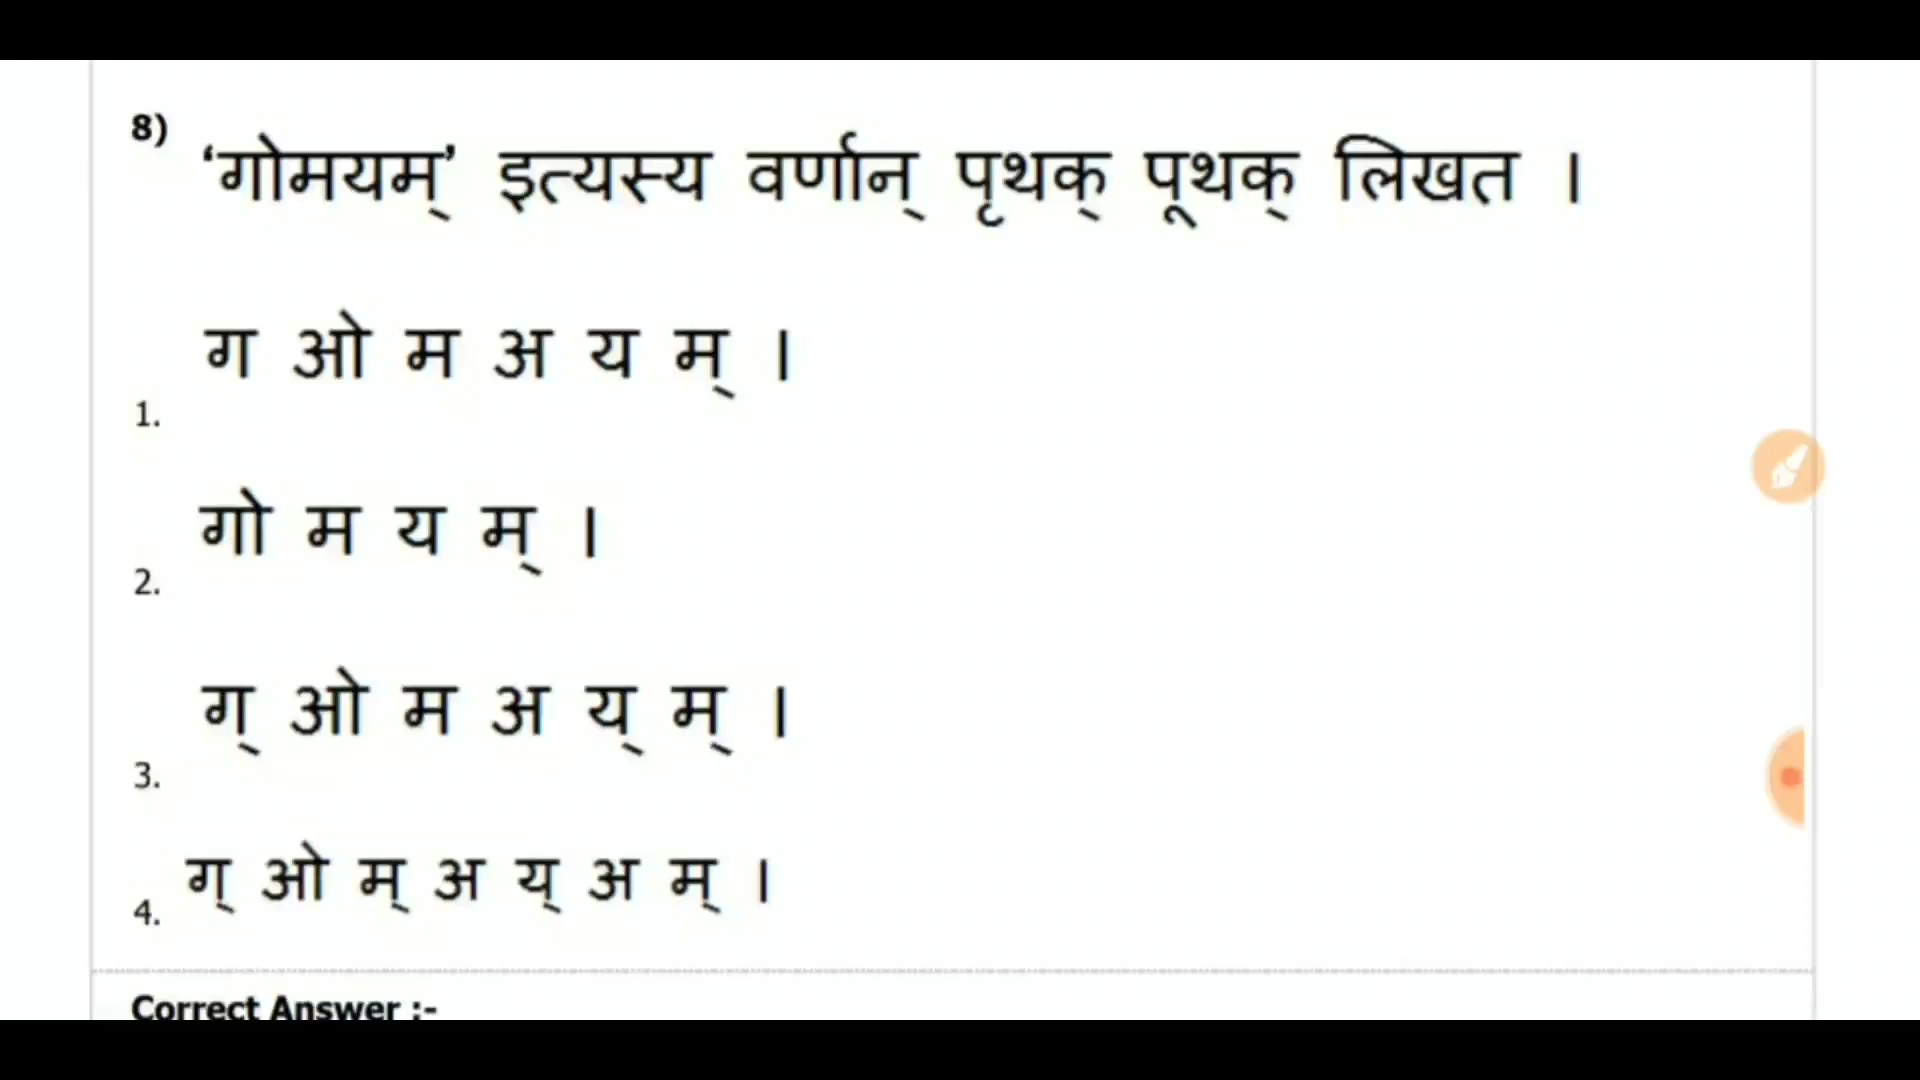 8)
‘गोमयम्’ इत्यस्य वर्णान् पृथक् पूथक् लिखत ।
ग ओ म अ य म् ।
1.
गो म य म् ।
2.
ग् ओ म अ य् म् ।
3.
ग् ओ म् अ य् अ म् ।
4.
Correct Answer :-